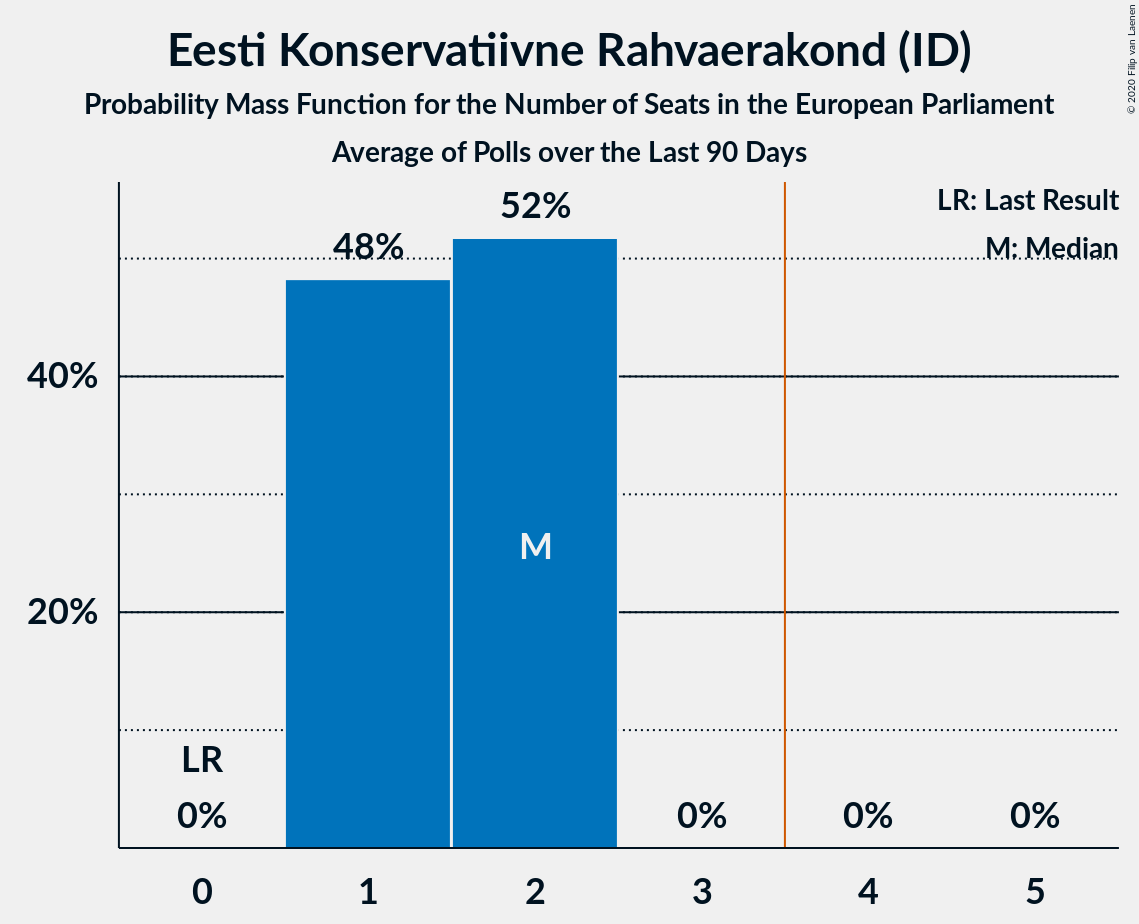 Eesti Konservatiivne Rahvaerakond (ID)
Probability Mass Function for the Number of Seats in the European Parliament
Average of Polls over the Last 90 Days
© 2020 Filip van Laenen
LR: Last Result
M: Median
52%
48%
40%
M
20%
LR
0%
0%
0%
0%
0
1
2
3
4
5